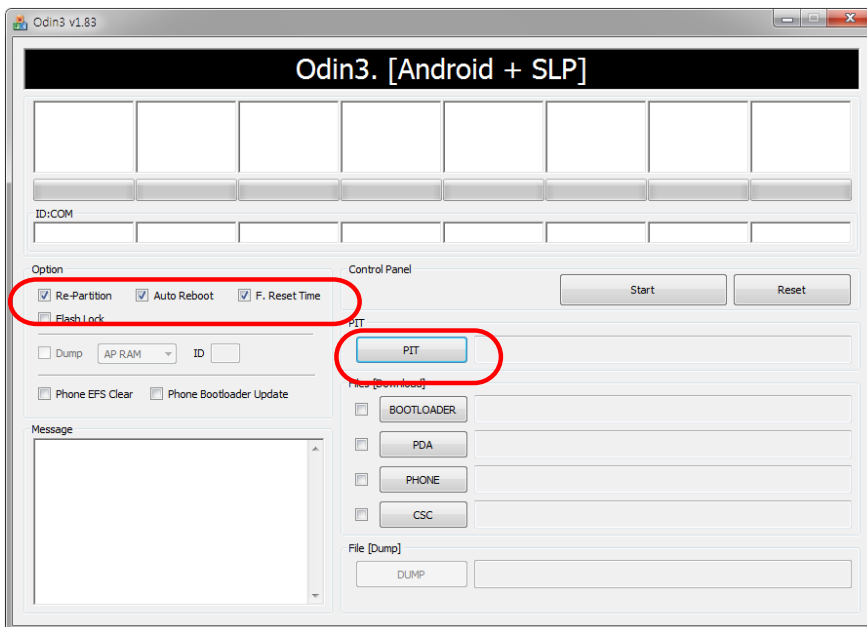 Odin3 v1.83
Odin3. [Android + SLP]
ID:COM
Option
Re-Partition Auto Reboot F. Reset Time
Flash Lock
Dump AP RAM ID
Phone EFS Clear Phone Bootloader Update
Message
Control Panel
Start Reset
PIT
PIT
Files [Download]
BOOTLOADER
PDA
PHONE
CSC
File [Dump]
DUMP